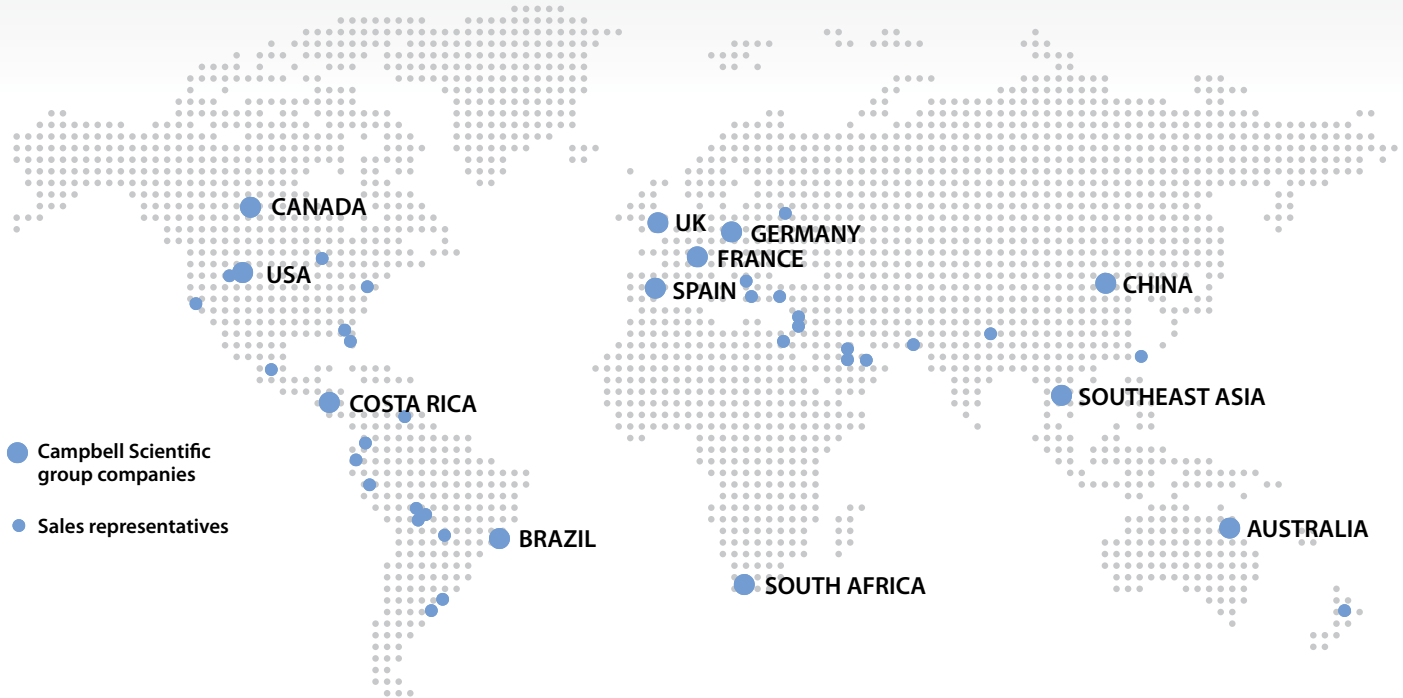 CANADA
UK
GERMANY
FRANCE
USA
SPAIN
CHINA
COSTA RICA
SOUTHEAST ASIA
Campbell Scientific
group companies
Sales representatives
BRAZIL
AUSTRALIA
SOUTH AFRICA